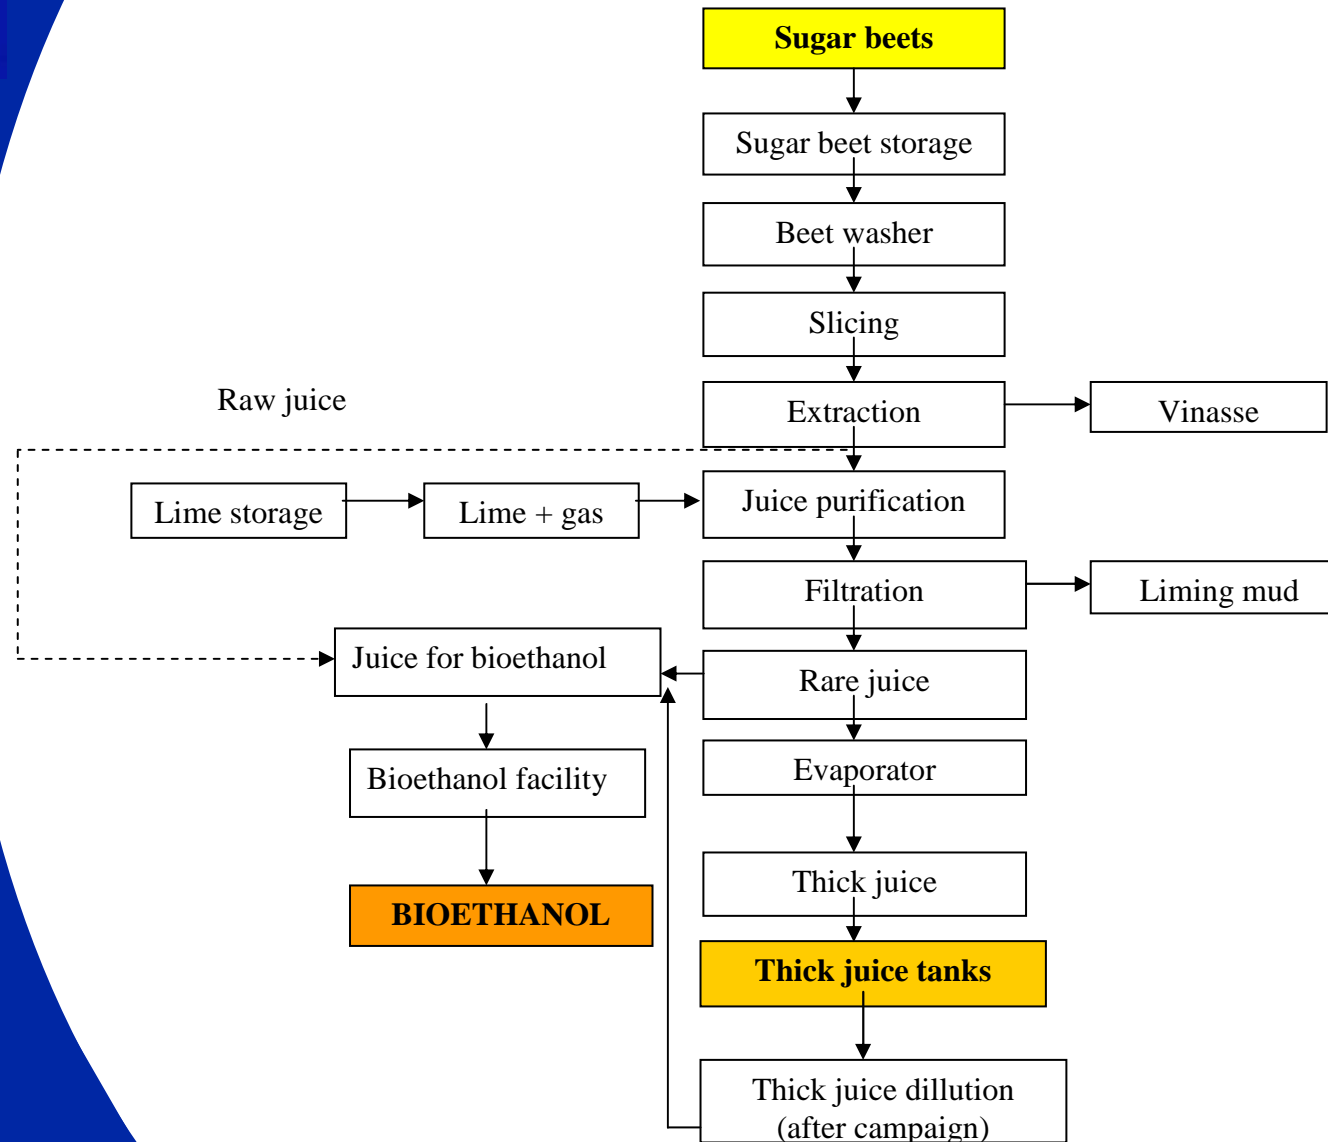 Sugar beets
Sugar beet storage
Beet washer
Slicing
Raw juice
Extraction
Vinasse
Lime storage
Lime + gas
Juice purification
Filtration
Liming mud
Juice for bioethanol
Rare juice
Bioethanol facility
Evaporator
Thick juice
BIOETHANOL
Thick juice tanks
Thick juice dillution
(after campaign)